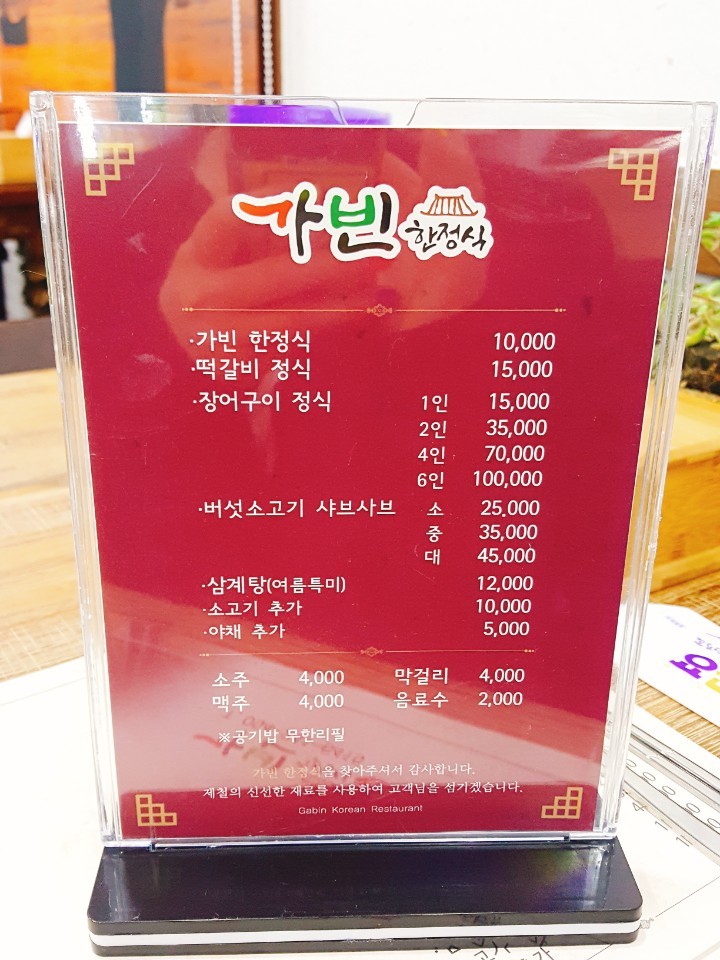 가빈 한정식
·가빈 한정식 10,000
·떡갈비 정식 15,000
·장어구이 정식 1인 15,000
2인 35,000
4인 70,000
6인 100,000
·버섯소고기 샤브샤브 소 25,000
중 35,000
대 45,000
·삼계탕(여름특미) 12,000
·소고기 추가 10,000
·야채 추가 5,000
소주 4,000 막걸리 4,000
맥주 4,000 음료수 2,000
※공기밥 무한리필
가빈 한정식을 찾아주셔서 감사합니다.
제철의 신선한 재료를 사용하여 고객님을 섬기겠습니다.
Gabin Korean Restaurant